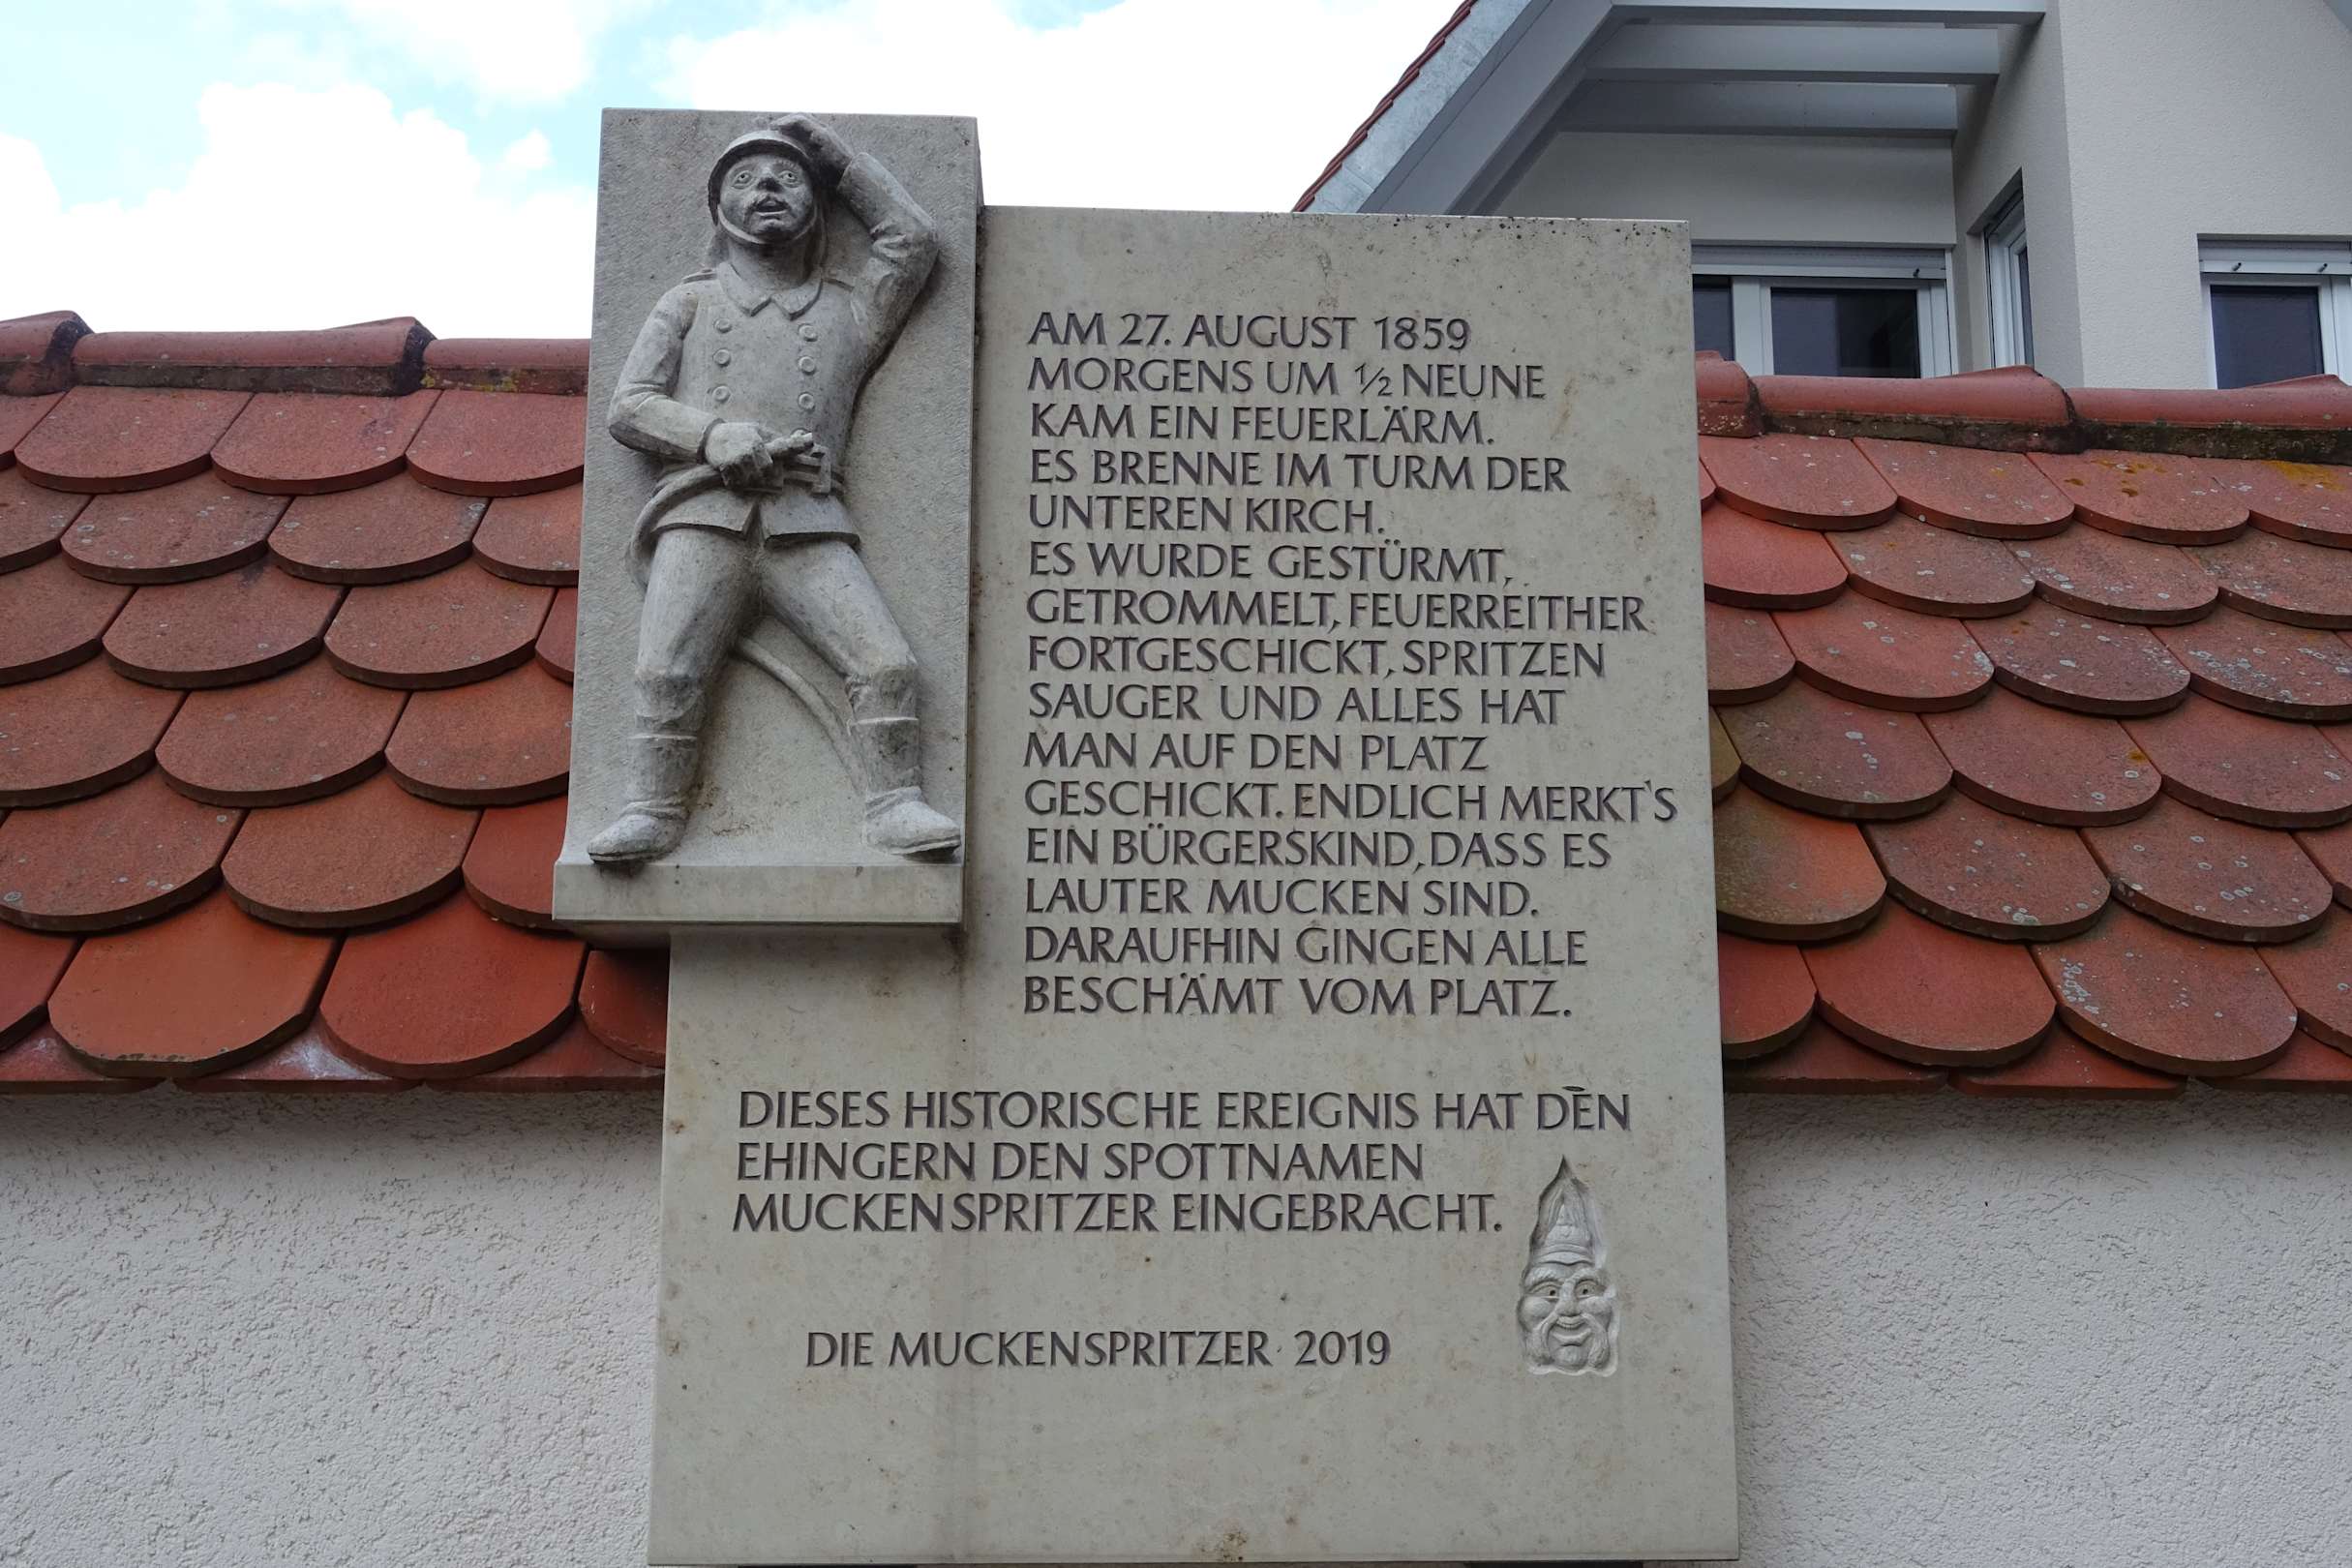 AM 27. AUGUST 1859
MORGENS UM ½ NEUNE
KAM EIN FEUERLÄRM.
ES BRENNE IM TURM DER
UNTEREN KIRCH.
ES WURDE GESTÜRMT,
GETROMMELT, FEUERREITHER
FORTGESCHICKT, SPRITZEN
SAUGER UND ALLES HAT
MAN AUF DEN PLATZ
GESCHICKT. ENDLICH MERKT'S
EIN BÜRGERSKIND, DASS ES
LAUTER MUCKEN SIND.
DARAUFHIN GINGEN ALLE
BESCHÄMT VOM PLATZ.
DIESES HISTORISCHE EREIGNIS HAT DEN
EHINGERN DEN SPOTTNAMEN
MUCKENSPRITZER EINGEBRACHT.
DIE MUCKENSPRITZER · 2019